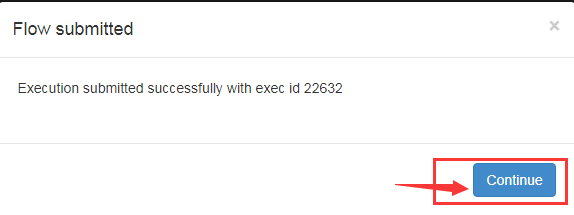 Flow submitted
×
Execution submitted successfully with exec id 22632
Continue